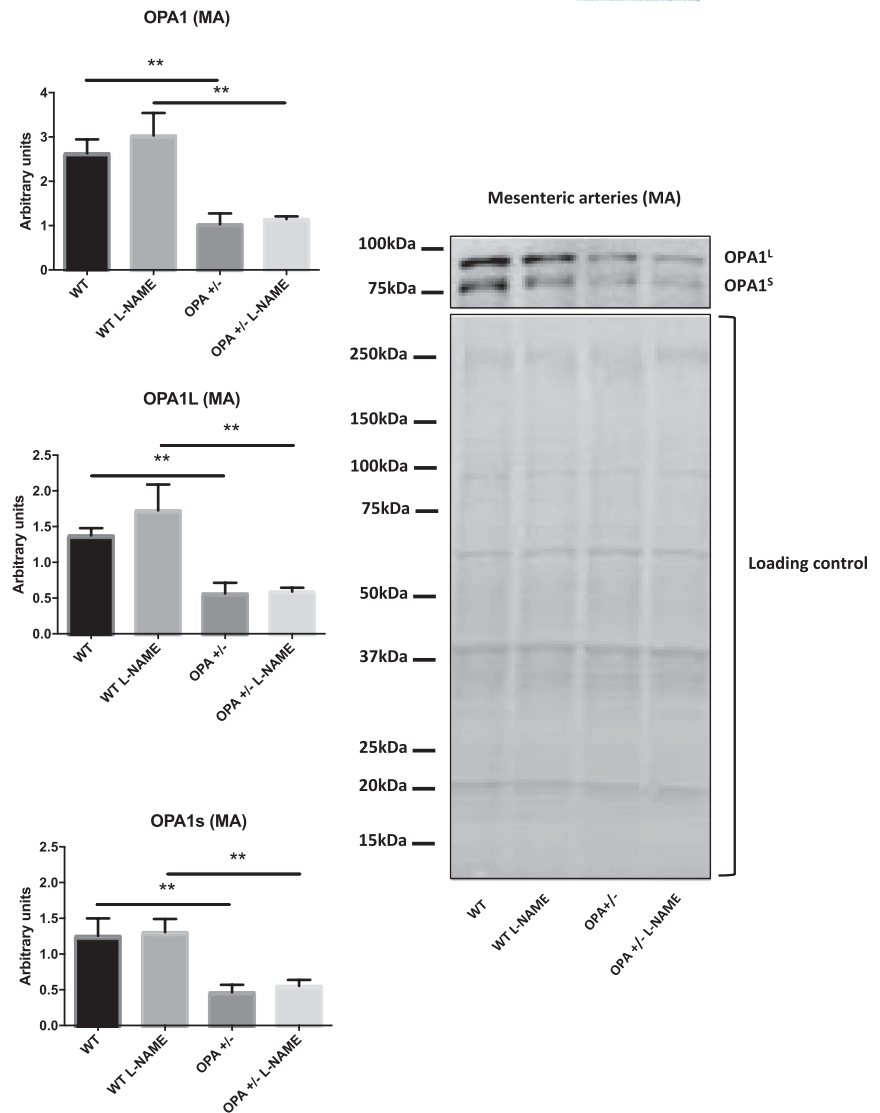 OPA1 (MA)
**
**
4
3
2
1
0
Arbitrary units
WT
WT L-NAME
OPA +/-
OPA +/- L-NAME
OPA1L (MA)
**
**
2.5
2.0
1.5
1.0
0.5
0.0
Arbitrary units
WT
WT L-NAME
OPA +/-
OPA +/- L-NAME
OPA1s (MA)
**
**
2.5
2.0
1.5
1.0
0.5
0.0
Arbitrary units
WT
WT L-NAME
OPA +/-
OPA +/- L-NAME
Mesenteric arteries (MA)
100kDa
75kDa
OPA1ᴸ
OPA1ˢ
250kDa
150kDa
100kDa
75kDa
50kDa
37kDa
25kDa
20kDa
15kDa
Loading control
WT
WT L-NAME
OPA+/-
OPA +/- L-NAME